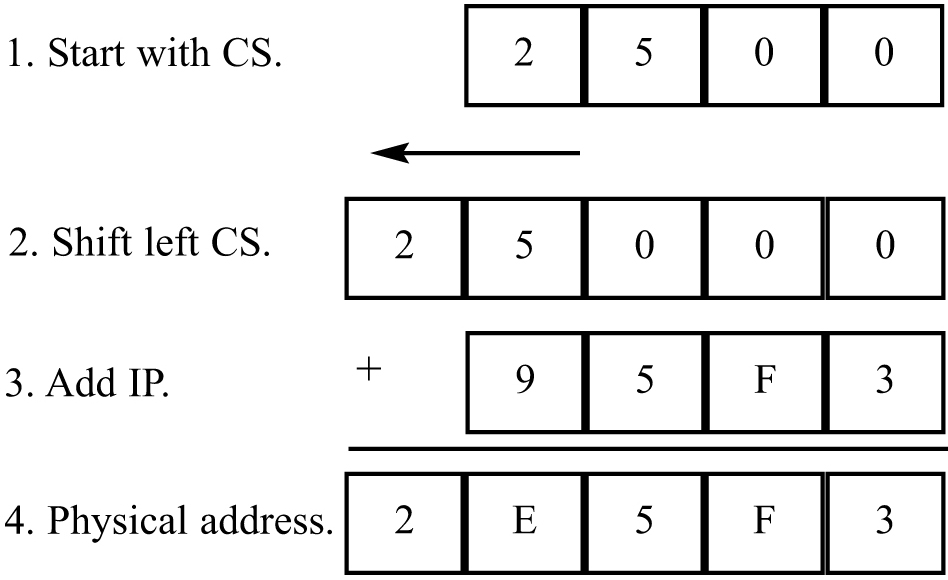 1. Start with CS. 2 5 0 0
2. Shift left CS. 2 5 0 0 0
3. Add IP. + 9 5 F 3
4. Physical address. 2 E 5 F 3